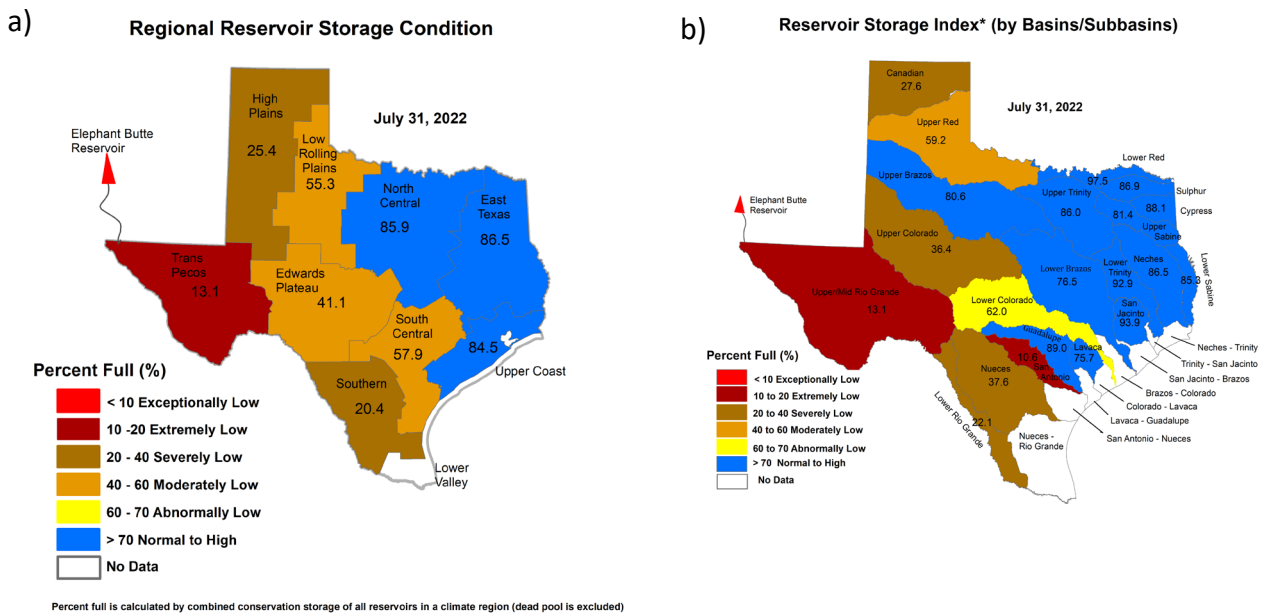 a)
Regional Reservoir Storage Condition
July 31, 2022
Elephant Butte
Reservoir
High
Plains
25.4
Low
Rolling
Plains
55.3
North
Central
85.9
East
Texas
86.5
Trans
Pecos
13.1
Edwards
Plateau
41.1
South
Central
57.9
84.5
Upper Coast
Southern
20.4
Lower
Valley
Percent Full (%)
< 10 Exceptionally Low
10 -20 Extremely Low
20 - 40 Severely Low
40 - 60 Moderately Low
60 - 70 Abnormally Low
> 70 Normal to High
No Data
Percent full is calculated by combined conservation storage of all reservoirs in a climate region (dead pool is excluded)
b)
Reservoir Storage Index* (by Basins/Subbasins)
July 31, 2022
Canadian
27.6
Upper Red
59.2
Lower Red
97.5
86.9
Sulphur
88.1
Cypress
Upper Brazos
80.6
Upper Trinity
86.0
81.4
Upper
Sabine
Elephant Butte
Reservoir
Upper Colorado
36.4
Lower Brazos
76.5
Lower
Trinity
92.9
Neches
86.5
85.3
Lower Sabine
Upper/Mid Rio Grande
13.1
Lower Colorado
62.0
San
Jacinto
93.9
Guadalupe
89.0
Lavaca
75.7
10.6
San
Antonio
Nueces
37.6
22.1
Lower Rio Grande
Nueces -
Rio Grande
Neches - Trinity
Trinity - San Jacinto
San Jacinto - Brazos
Brazos - Colorado
Colorado - Lavaca
Lavaca - Guadalupe
San Antonio - Nueces
Percent Full (%)
< 10 Exceptionally Low
10 to 20 Extremely Low
20 to 40 Severely Low
40 to 60 Moderately Low
60 to 70 Abnormally Low
> 70  Normal to High
No Data